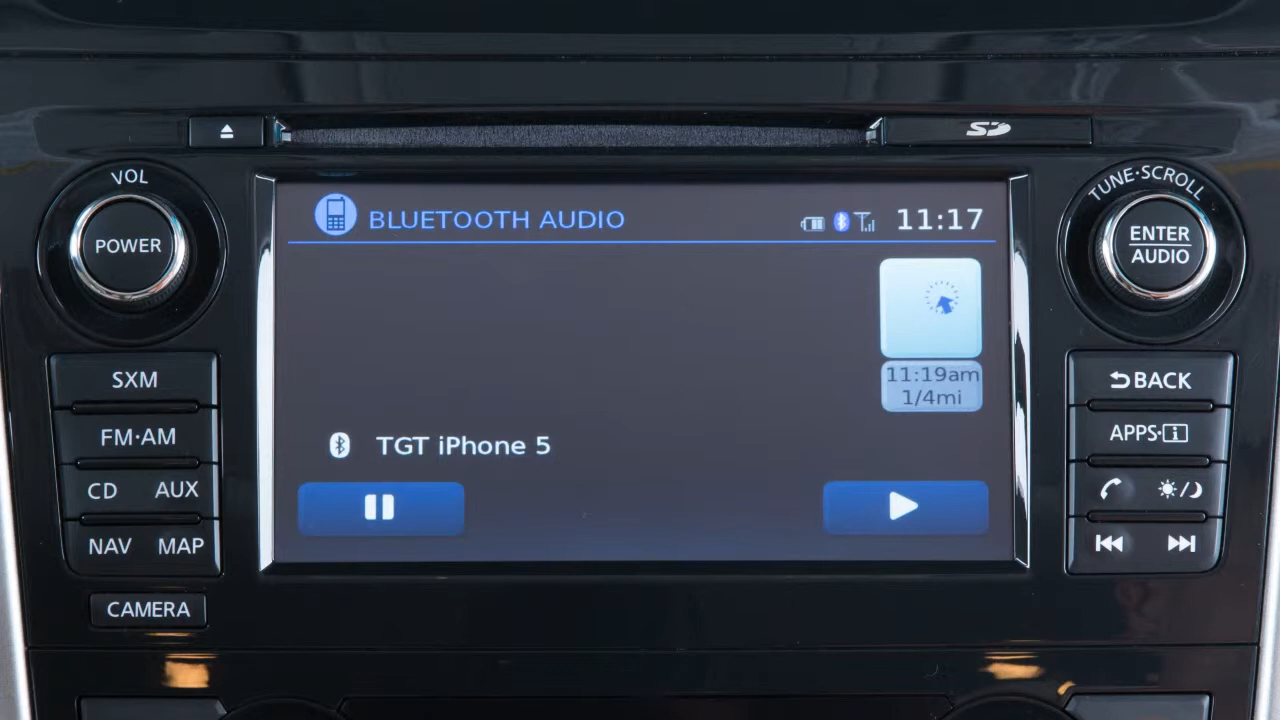 SD
VOL
POWER
TUNE·SCROLL
ENTER
AUDIO
BLUETOOTH AUDIO
11:17
11:19am
1/4mi
TGT iPhone 5
SXM
FM·AM
CD AUX
NAV MAP
CAMERA
BACK
APPS·i